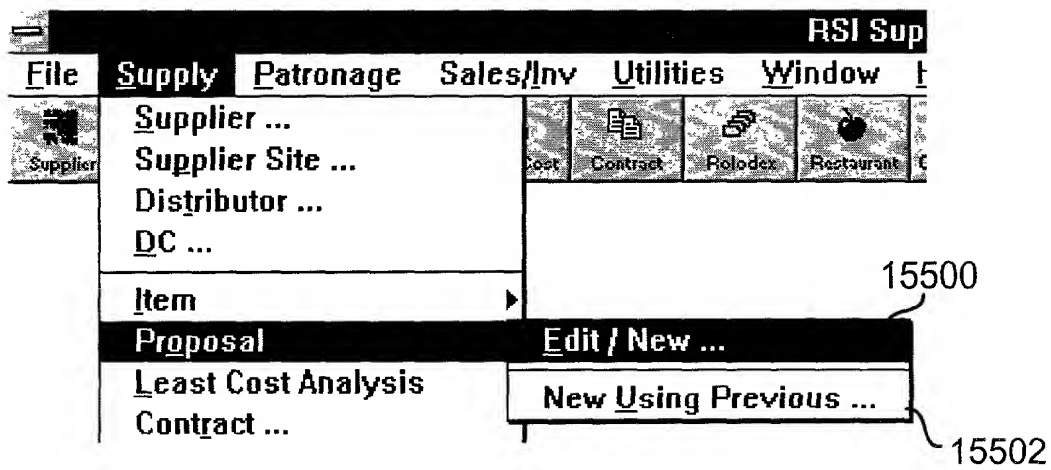 RSI Sup
File Supply Patronage Sales/Inv Utilities Window H
Supplier Cost Contract Rolodex Restaurant
Supplier ...
Supplier Site ...
Distributor ...
DC ...
15500
Item
Proposal Edit / New ...
Least Cost Analysis
New Using Previous ...
Contract ...
15502